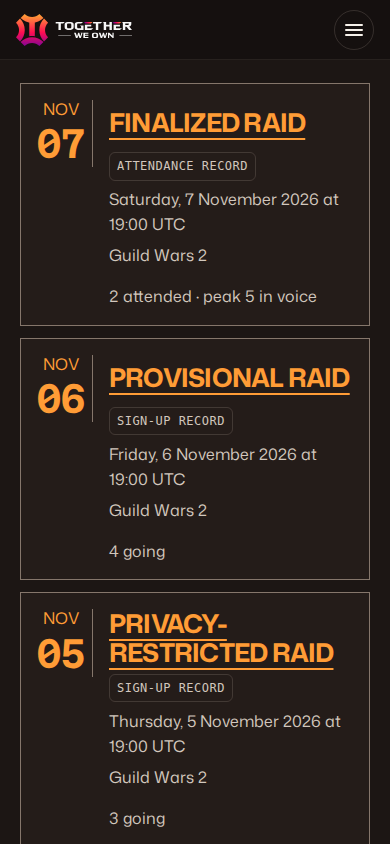 TOGETHER
WE OWN
NOV
07
FINALIZED RAID
ATTENDANCE RECORD
Saturday, 7 November 2026 at
19:00 UTC
Guild Wars 2
2 attended · peak 5 in voice
NOV
06
PROVISIONAL RAID
SIGN-UP RECORD
Friday, 6 November 2026 at
19:00 UTC
Guild Wars 2
4 going
NOV
05
PRIVACY-
RESTRICTED RAID
SIGN-UP RECORD
Thursday, 5 November 2026 at
19:00 UTC
Guild Wars 2
3 going